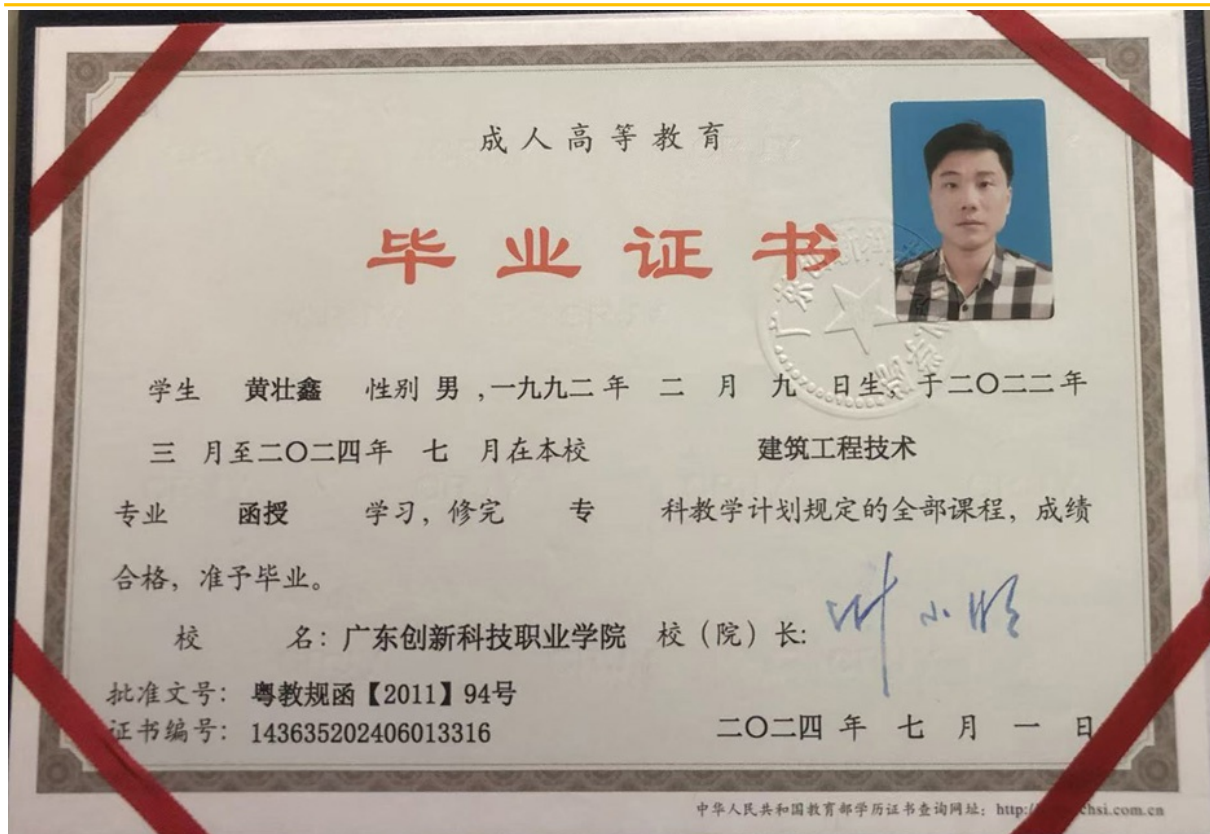 成人高等教育
毕业证书
学生 黄壮鑫 性别 男 ,一九九二年 二 月 九 日生, 于二〇二二年
三 月至二〇二四年 七 月在本校 建筑工程技术
专业 函授 学习, 修完 专 科教学计划规定的全部课程, 成绩
合格, 准予毕业。
校 名: 广东创新科技职业学院 校(院)长:
批准文号: 粤教规函【2011】94号
证书编号: 143635202406013316
二〇二四 年 七 月 一 日
中华人民共和国教育部学历证书查询网址: http: chsi.com.cn